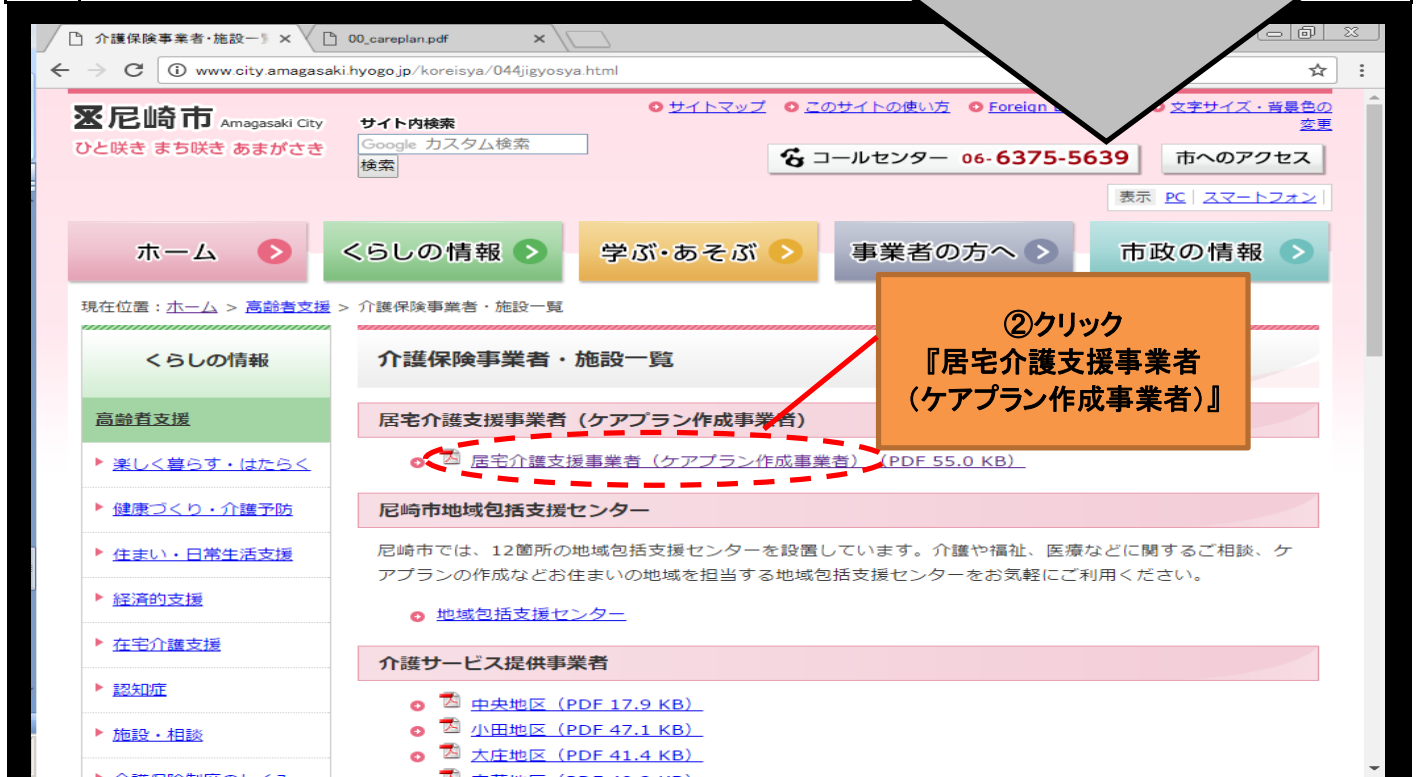 介護保険事業者・施設一
00_careplan.pdf
www.city.amagasaki.hyogo.jp/koreisya/044jigyosya.html
尼崎市 Amagasaki City
ひと咲き まち咲き あまがさき
サイト内検索
Google カスタム検索
検索
サイトマップ このサイトの使い方 Foreign 文字サイズ・背景色の
変更
コールセンター 06-6375-5639 市へのアクセス
表示 PC スマートフォン
ホーム くらしの情報 学ぶ・あそぶ 事業者の方へ 市政の情報
現在位置：ホーム > 高齢者支援 > 介護保険事業者・施設一覧
②クリック
『居宅介護支援事業者
（ケアプラン作成事業者）』
くらしの情報
高齢者支援
楽しく暮らす・はたらく
健康づくり・介護予防
住まい・日常生活支援
経済的支援
在宅介護支援
認知症
施設・相談
介護保険事業者・施設一覧
居宅介護支援事業者（ケアプラン作成事業者）
居宅介護支援事業者（ケアプラン作成事業者）（PDF 55.0 KB）
尼崎市地域包括支援センター
尼崎市では、12箇所の地域包括支援センターを設置しています。介護や福祉、医療などに関するご相談、ケ
アプランの作成などお住まいの地域を担当する地域包括支援センターをお気軽にご利用ください。
地域包括支援センター
介護サービス提供事業者
中央地区（PDF 17.9 KB）
小田地区（PDF 47.1 KB）
大庄地区（PDF 41.4 KB）